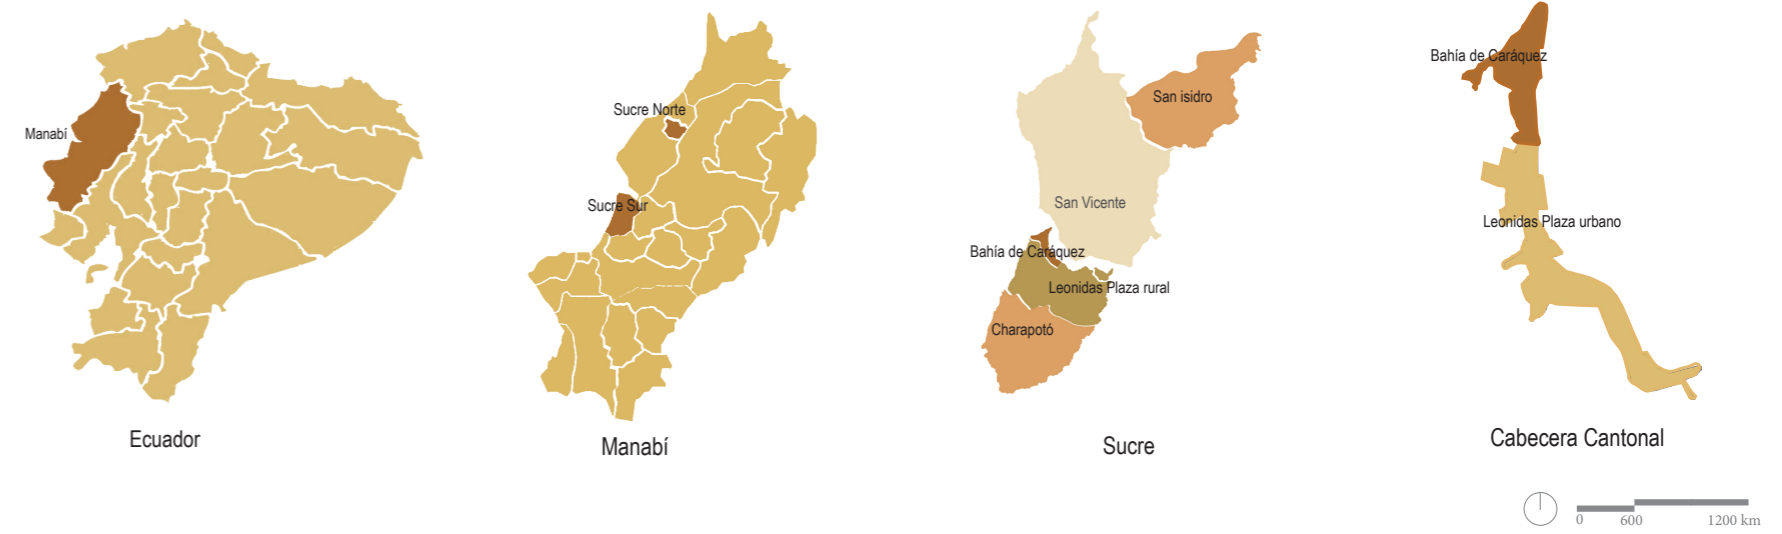 Manabí
Ecuador
Sucre Norte
Sucre Sur
Manabí
San isidro
San Vicente
Bahía de Caráquez
Leonidas Plaza rural
Charapotó
Sucre
Bahía de Caráquez
Leonidas Plaza urbano
Cabecera Cantonal
0 600 1200 km